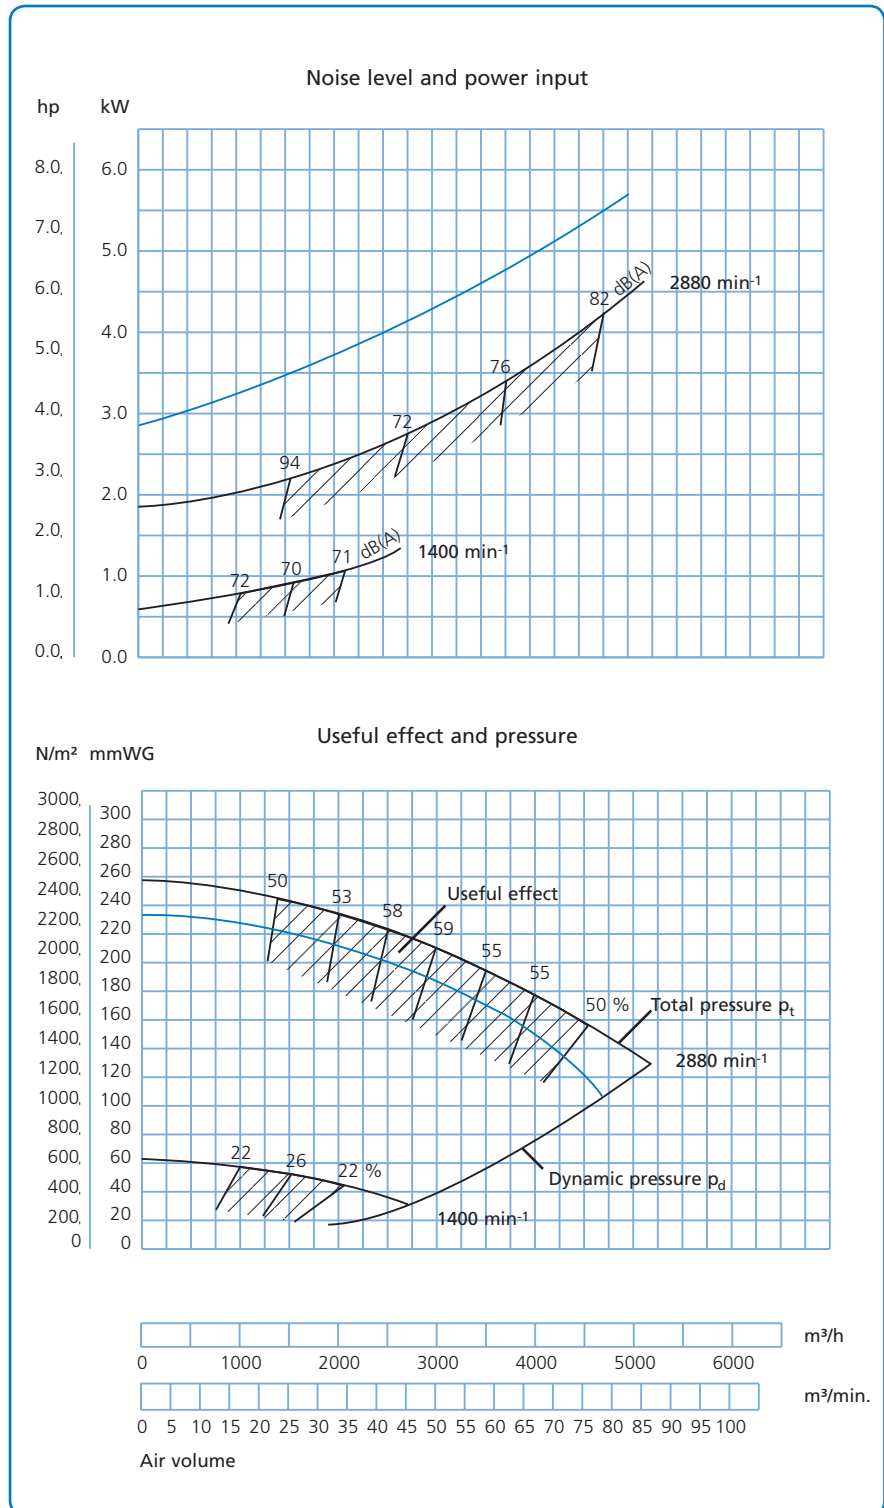 Noise level and power input
hp kW
8.0, 6.0
7.0,
5.0
6.0,
5.0, 4.0
4.0, 3.0
3.0,
2.0
2.0,
1.0, 1.0
0.0, 0.0
94
72
76
82 dB(A)
2880 min-1
72
70
71 dB(A)
1400 min-1
Useful effect and pressure
N/m² mmWG
3000, 300
2800, 280
2600, 260
2400, 240
2200, 220
2000, 200
1800, 180
1600, 160
1400, 140
1200, 120
1000, 100
800, 80
600, 60
400, 40
200, 20
0 0
50
53
58
59
55
55
50 %
Useful effect
Total pressure pt
2880 min-1
22
26
22 %
Dynamic pressure pd
1400 min-1
m³/h
0 1000 2000 3000 4000 5000 6000
m³/min.
0 5 10 15 20 25 30 35 40 45 50 55 60 65 70 75 80 85 90 95 100
Air volume